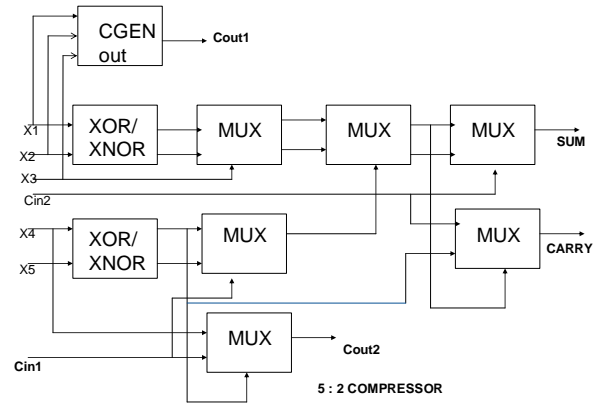 CGEN
out
Cout1
X1
X2
X3
Cin2
XOR/
XNOR
MUX
MUX
MUX
SUM
X4
X5
XOR/
XNOR
MUX
MUX
CARRY
Cin1
MUX
Cout2
5 : 2 COMPRESSOR